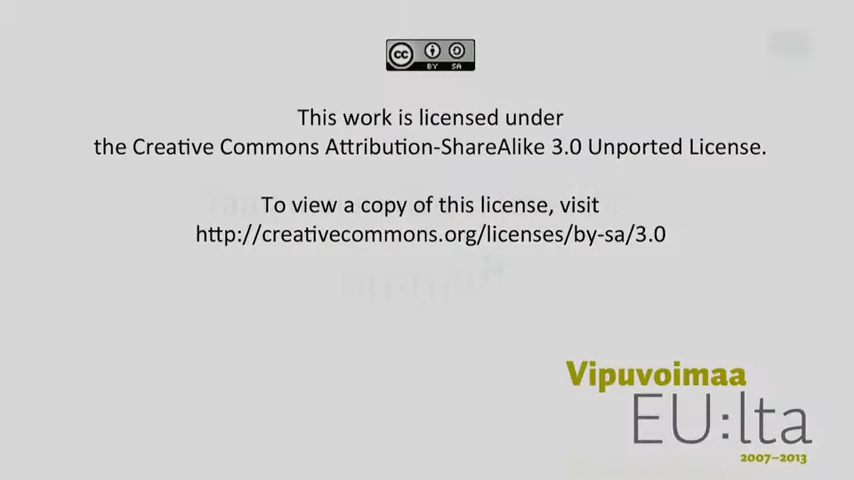 cc BY SA
This work is licensed under
the Creative Commons Attribution-ShareAlike 3.0 Unported License.
To view a copy of this license, visit
http://creativecommons.org/licenses/by-sa/3.0
Vipuvoimaa
EU:lta
2007–2013